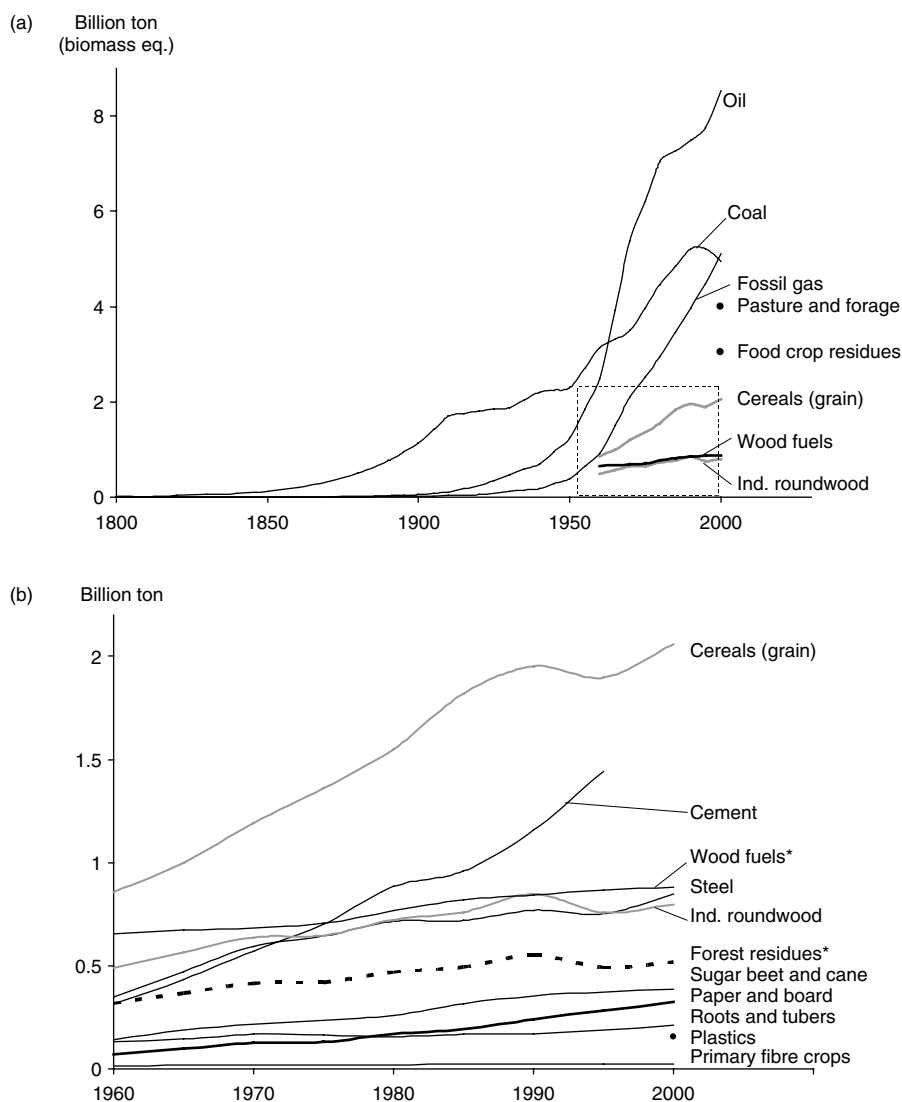 (a)
Billion ton
(biomass eq.)
8
6
4
2
0
Oil
Coal
Fossil gas
Pasture and forage
Food crop residues
Cereals (grain)
Wood fuels
Ind. roundwood
1800 1850 1900 1950 2000
(b) Billion ton
2
1.5
1
0.5
0
Cereals (grain)
Cement
Wood fuels*
Steel
Ind. roundwood
Forest residues*
Sugar beet and cane
Paper and board
Roots and tubers
Plastics
Primary fibre crops
1960 1970 1980 1990 2000